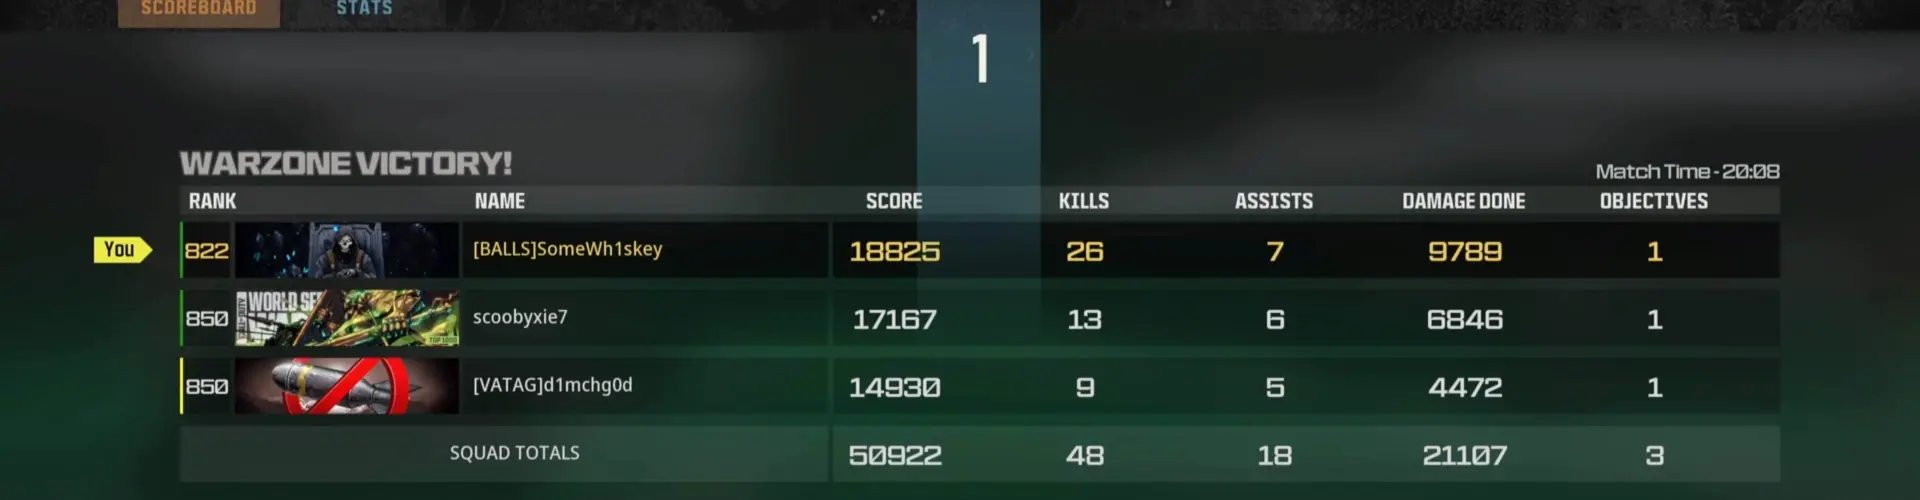 SCOREBOARD STATS
1
WARZONE VICTORY!
Match Time - 20:08
RANK NAME SCORE KILLS ASSISTS DAMAGE DONE OBJECTIVES
You 822 [BALLS]SomeWh1skey 18825 26 7 9789 1
850 WORLD scoobyxie7 17167 13 6 6846 1
850 [VATAG]d1mchg0d 14930 9 5 4472 1
SQUAD TOTALS 50922 48 18 21107 3